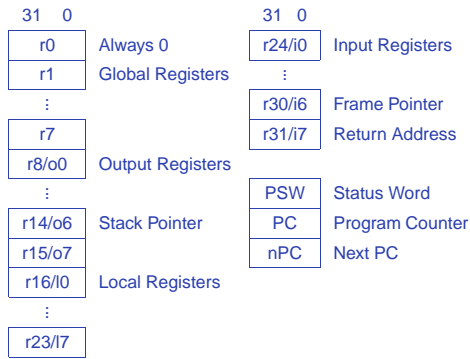 31 0
r0 Always 0
r1 Global Registers
⋮
r7
r8/o0 Output Registers
⋮
r14/o6 Stack Pointer
r15/o7
r16/l0 Local Registers
⋮
r23/l7
31 0
r24/i0 Input Registers
⋮
r30/i6 Frame Pointer
r31/i7 Return Address
PSW Status Word
PC Program Counter
nPC Next PC